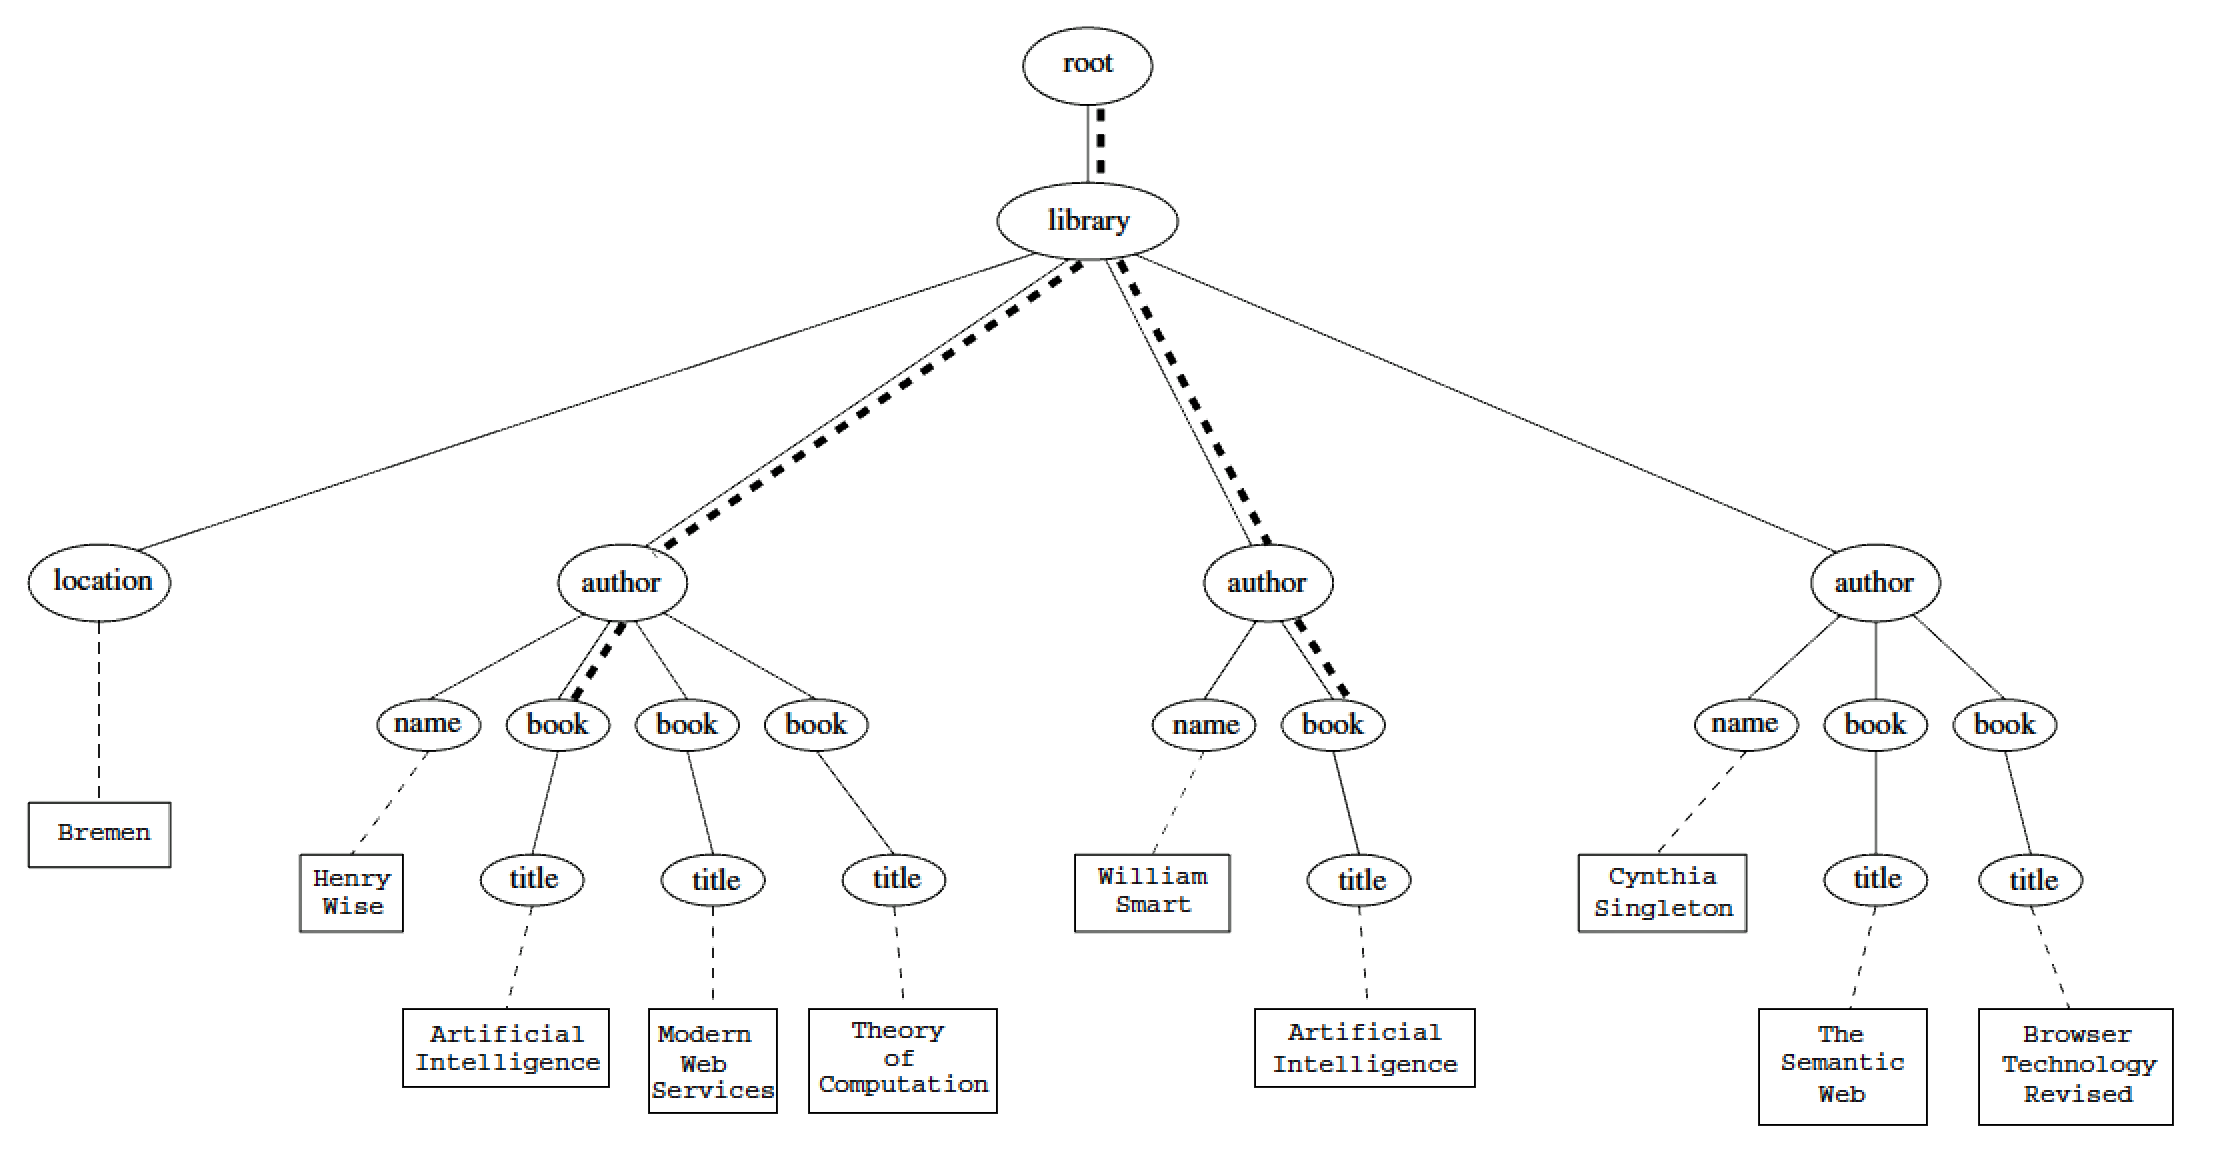 root
library
location
author
author
author
name
book
book
book
name
book
name
book
book
Bremen
Henry
Wise
title
title
title
William
Smart
title
Cynthia
Singleton
title
title
Artificial
Intelligence
Modern
Web
Services
Theory
of
Computation
Artificial
Intelligence
The
Semantic
Web
Browser
Technology
Revised